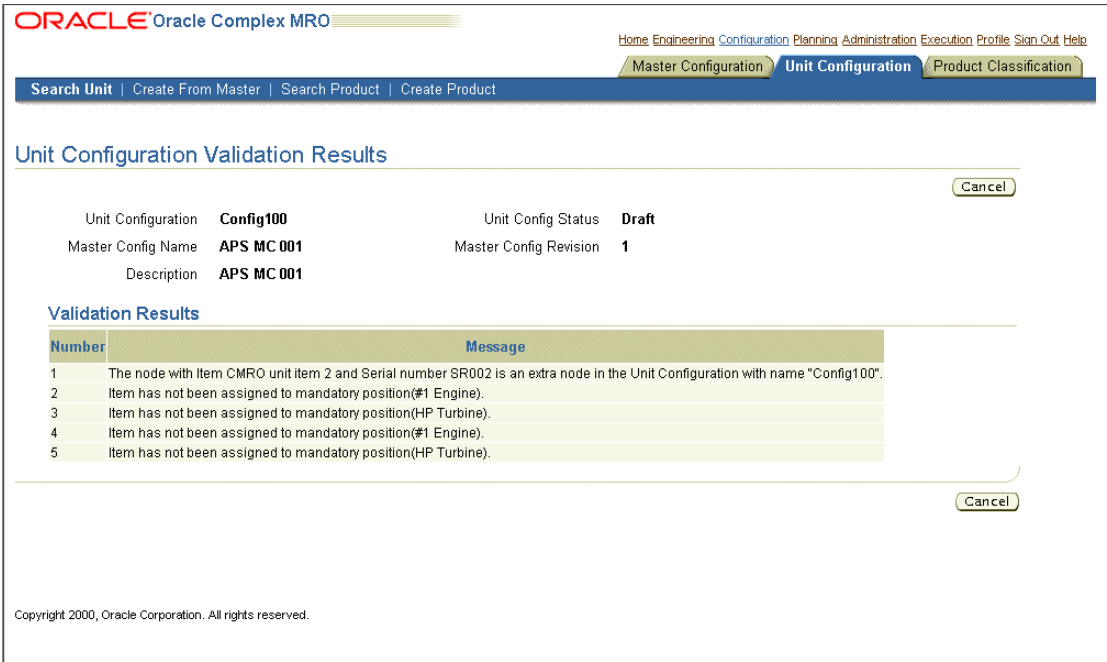 ORACLE Oracle Complex MRO
Home Engineering Configuration Planning Administration Execution Profile Sign Out Help
Master Configuration Unit Configuration Product Classification
Search Unit | Create From Master | Search Product | Create Product
Unit Configuration Validation Results
Cancel
Unit Configuration Config100 Unit Config Status Draft
Master Config Name APS MC 001 Master Config Revision 1
Description APS MC 001
Validation Results
Number Message
1 The node with Item CMRO unit item 2 and Serial number SR002 is an extra node in the Unit Configuration with name "Config100".
2 Item has not been assigned to mandatory position(#1 Engine).
3 Item has not been assigned to mandatory position(HP Turbine).
4 Item has not been assigned to mandatory position(#1 Engine).
5 Item has not been assigned to mandatory position(HP Turbine).
Cancel
Copyright 2000, Oracle Corporation. All rights reserved.